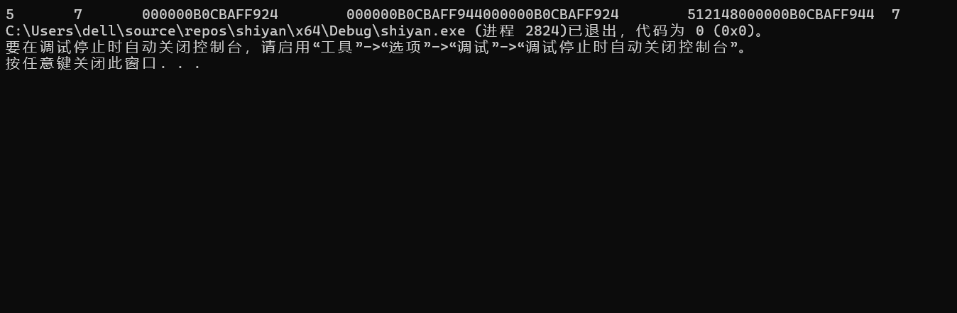 5       7       000000B0CBAFF924        000000B0CBAFF944000000B0CBAFF924        512148000000B0CBAFF944  7
C:\Users\dell\source\repos\shiyan\x64\Debug\shiyan.exe (进程 2824)已退出，代码为 0 (0x0)。
要在调试停止时自动关闭控制台，请启用“工具”->“选项”->“调试”->“调试停止时自动关闭控制台”。
按任意键关闭此窗口. . .